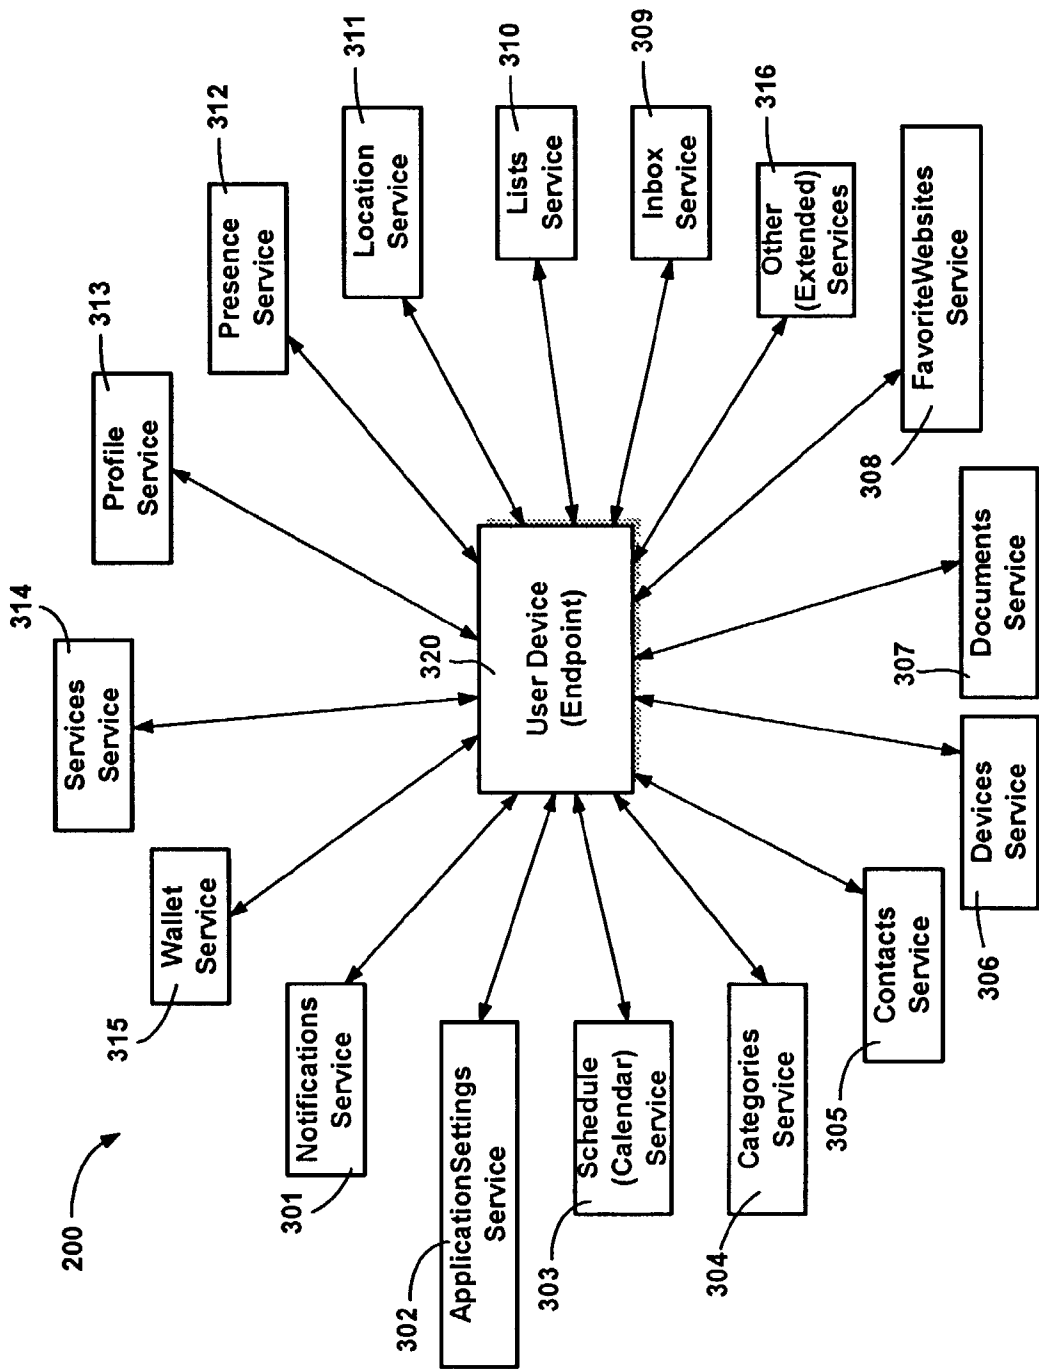 200
301
Notifications
Service
302
ApplicationSettings
Service
303
Schedule
(Calendar)
Service
304
Categories
Service
305
Contacts
Service
306
Devices
Service
307
Documents
Service
308
FavoriteWebsites
Service
316
Other
(Extended)
Services
309
Inbox
Service
310
Lists
Service
311
Location
Service
312
Presence
Service
313
Profile
Service
314
Services
Service
315
Wallet
Service
320
User Device
(Endpoint)